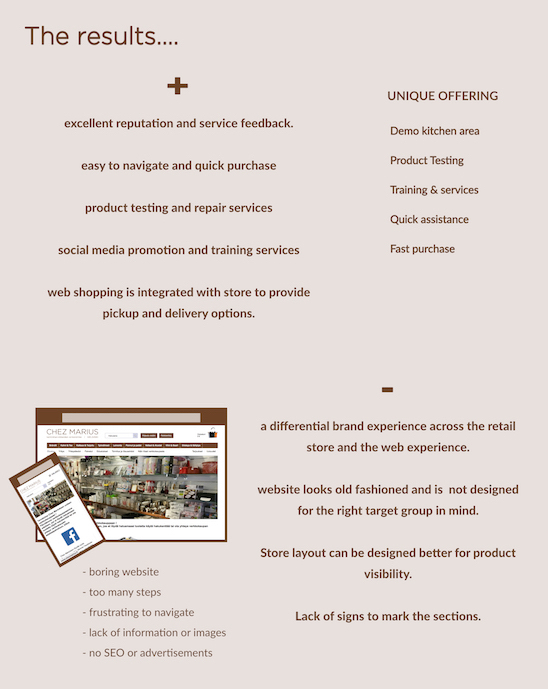 The results....
+
excellent reputation and service feedback.
easy to navigate and quick purchase
product testing and repair services
social media promotion and training services
web shopping is integrated with store to provide
pickup and delivery options.
UNIQUE OFFERING
Demo kitchen area
Product Testing
Training & services
Quick assistance
Fast purchase
CHEZ MARIUS
- boring website
- too many steps
- frustrating to navigate
- lack of information or images
- no SEO or advertisements
-
a differential brand experience across the retail
store and the web experience.
website looks old fashioned and is not designed
for the right target group in mind.
Store layout can be designed better for product
visibility.
Lack of signs to mark the sections.